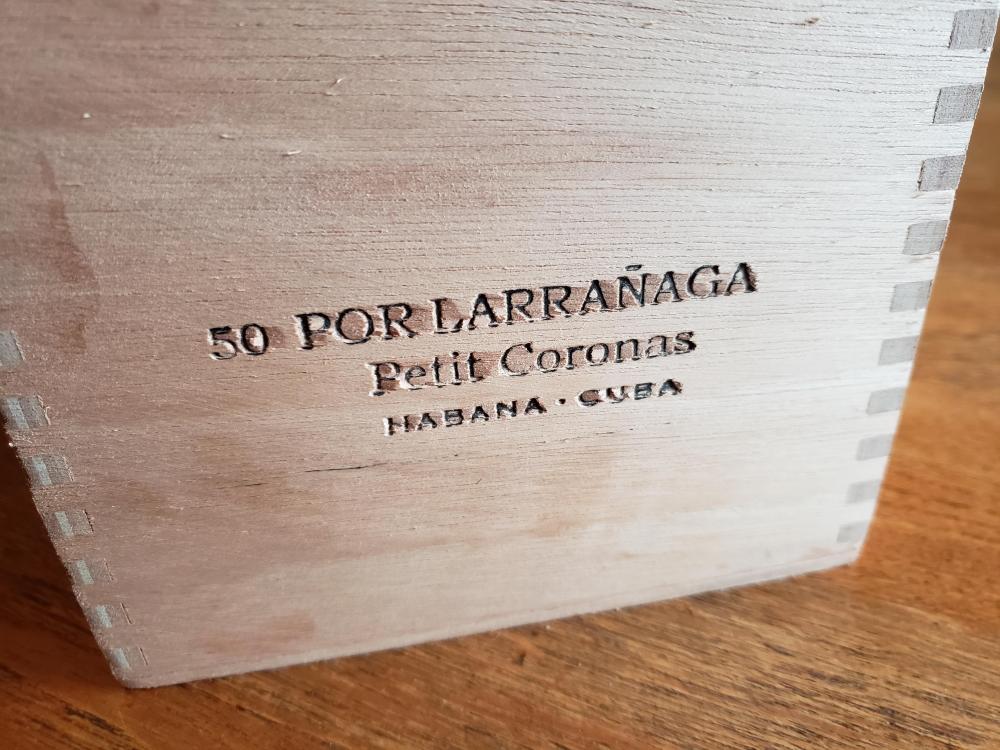 50 POR LARRAÑAGA
Petit Coronas
HABANA · CUBA